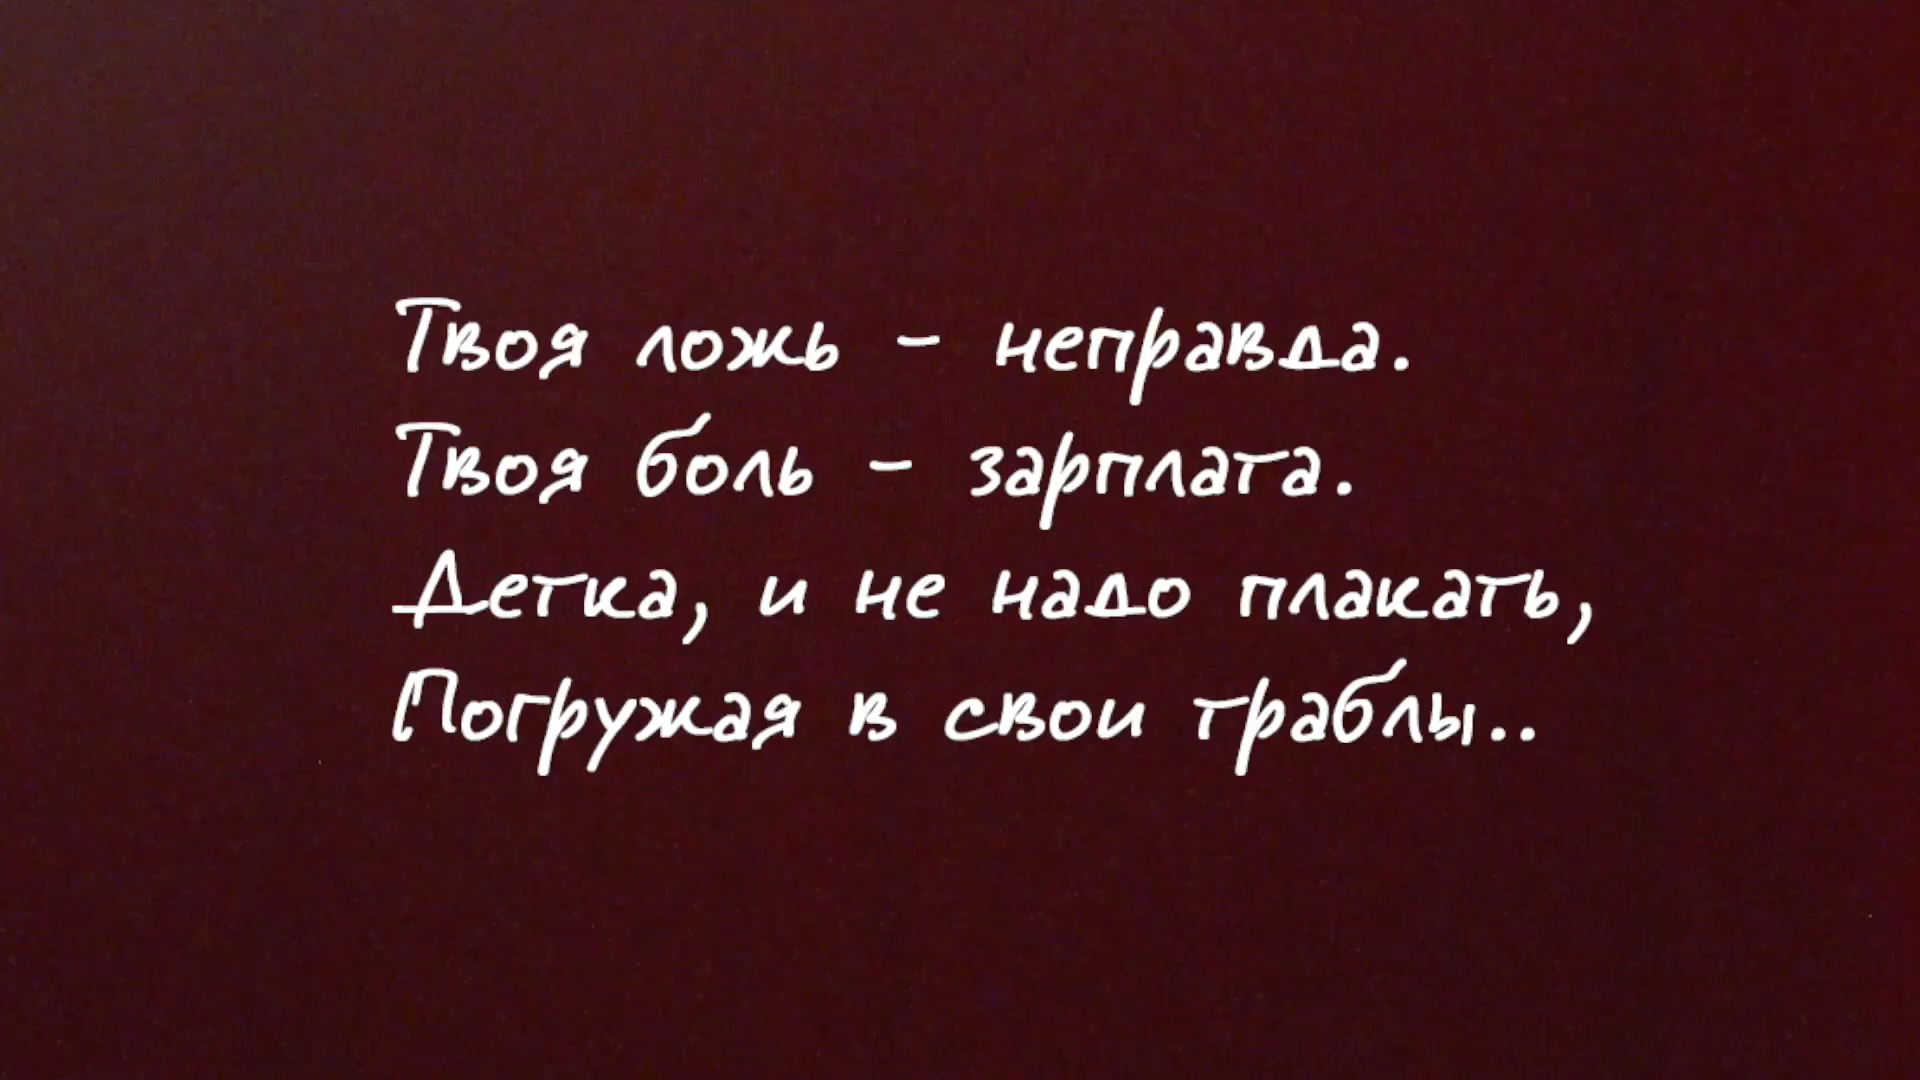 Твоя ложь - неправда.
Твоя боль - зарплата.
Детка, и не надо плакать,
Погружая в свои траблы..